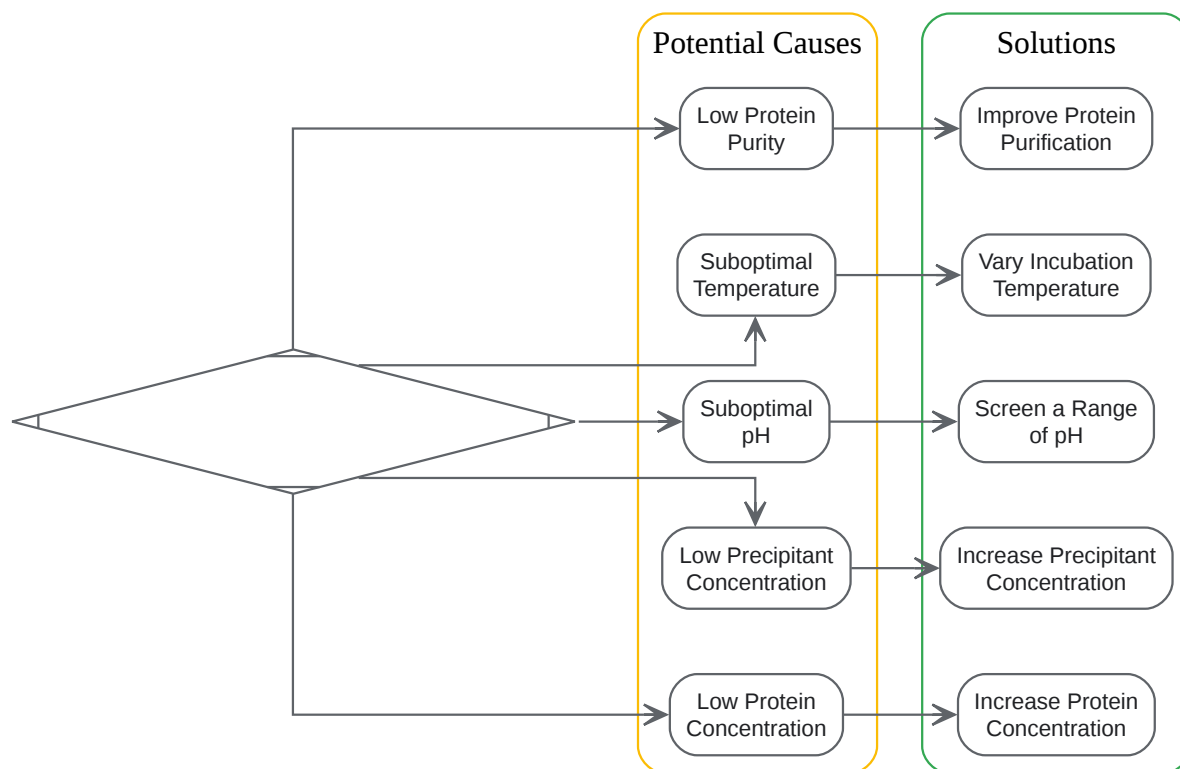 Potential Causes
Solutions
Low Protein
Purity
Improve Protein
Purification
Suboptimal
Temperature
Vary Incubation
Temperature
Suboptimal
pH
Screen a Range
of pH
Low Precipitant
Concentration
Increase Precipitant
Concentration
Low Protein
Concentration
Increase Protein
Concentration